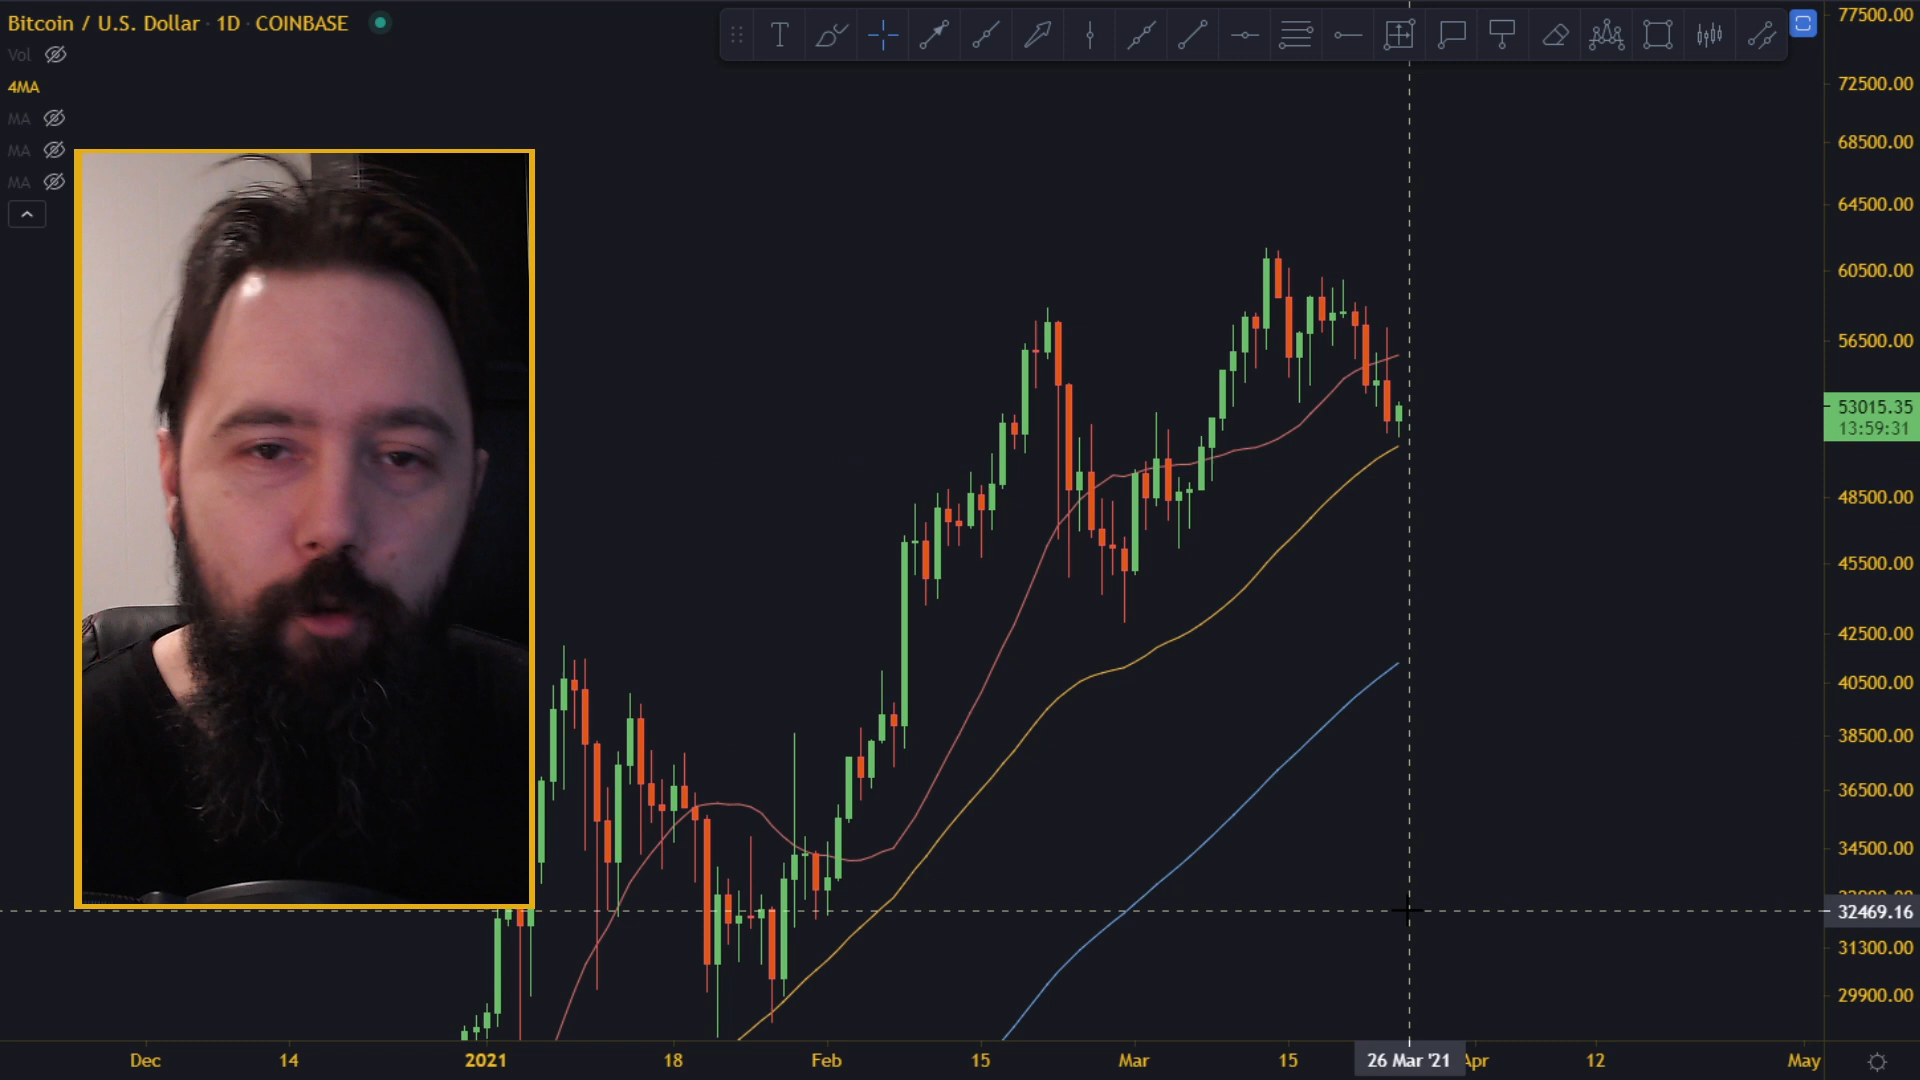 Bitcoin / U.S. Dollar · 1D · COINBASE
Vol
4MA
MA
MA
MA
T
77500.00
72500.00
68500.00
64500.00
60500.00
56500.00
53015.35
13:59:31
48500.00
45500.00
42500.00
40500.00
38500.00
36500.00
34500.00
32469.16
31300.00
29900.00
Dec 14 2021 18 Feb 15 Mar 15 26 Mar '21 Apr 12 May